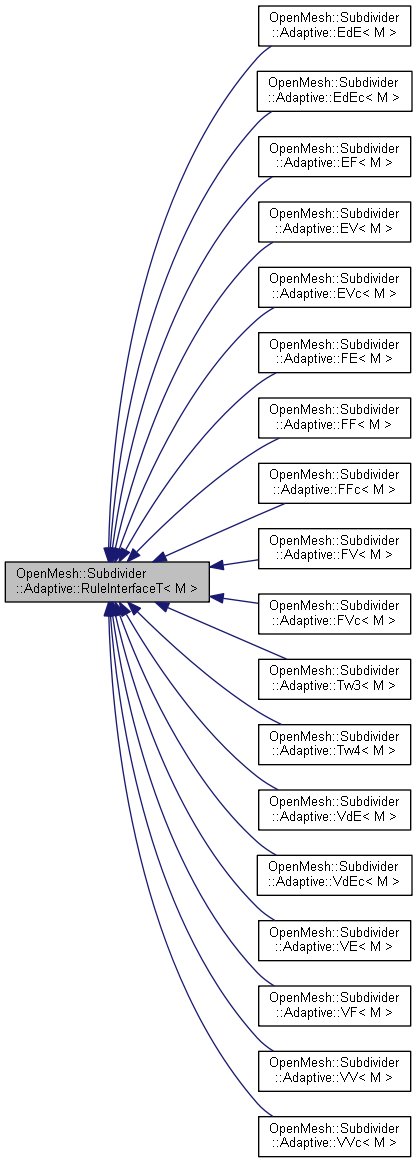 OpenMesh::Subdivider
::Adaptive::EdE< M >
OpenMesh::Subdivider
::Adaptive::EdEc< M >
OpenMesh::Subdivider
::Adaptive::EF< M >
OpenMesh::Subdivider
::Adaptive::EV< M >
OpenMesh::Subdivider
::Adaptive::EVc< M >
OpenMesh::Subdivider
::Adaptive::FE< M >
OpenMesh::Subdivider
::Adaptive::FF< M >
OpenMesh::Subdivider
::Adaptive::FFc< M >
OpenMesh::Subdivider
::Adaptive::FV< M >
OpenMesh::Subdivider
::Adaptive::RuleInterfaceT< M >
OpenMesh::Subdivider
::Adaptive::FVc< M >
OpenMesh::Subdivider
::Adaptive::Tw3< M >
OpenMesh::Subdivider
::Adaptive::Tw4< M >
OpenMesh::Subdivider
::Adaptive::VdE< M >
OpenMesh::Subdivider
::Adaptive::VdEc< M >
OpenMesh::Subdivider
::Adaptive::VE< M >
OpenMesh::Subdivider
::Adaptive::VF< M >
OpenMesh::Subdivider
::Adaptive::VV< M >
OpenMesh::Subdivider
::Adaptive::VVc< M >